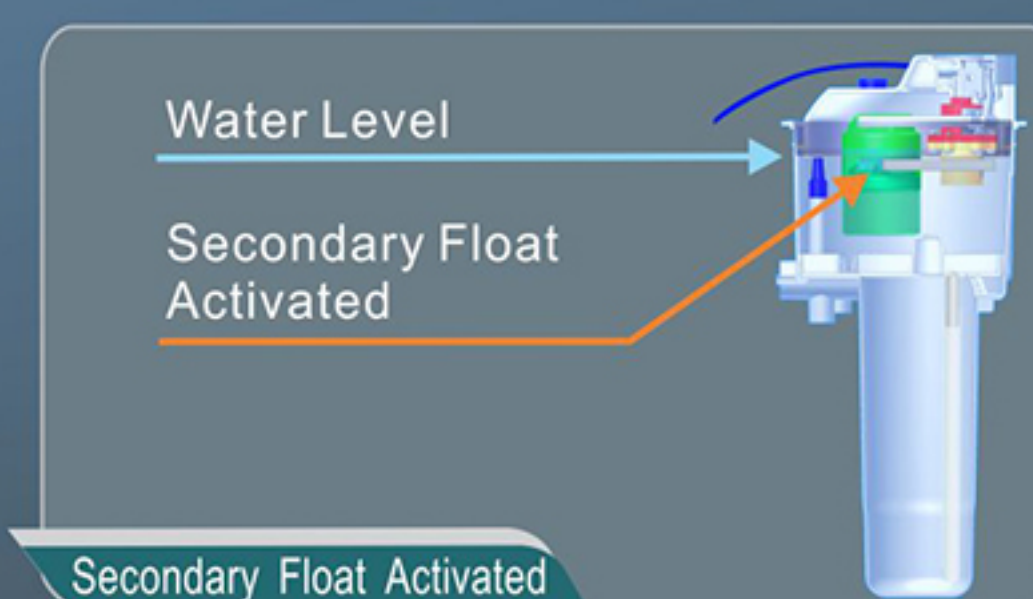 Water Level
Secondary Float
Activated
Secondary Float Activated